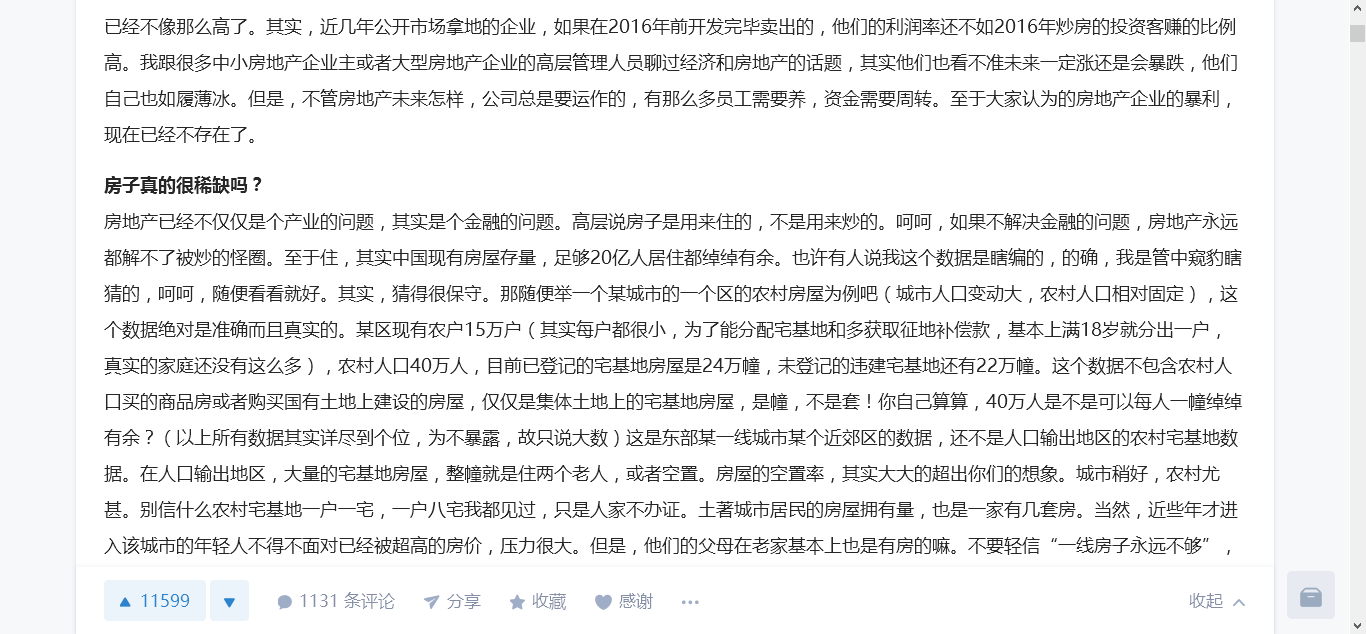 已经不像那么高了。其实，近几年公开市场拿地的企业，如果在2016年前开发完毕卖出的，他们的利润率还不如2016年炒房的投资客赚的比例
高。我跟很多中小房地产企业主或者大型房地产企业的高层管理人员聊过经济和房地产的话题，其实他们也看不准未来一定涨还是会暴跌，他们
自己也如履薄冰。但是，不管房地产未来怎样，公司总是要运作的，有那么多员工需要养，资金需要周转。至于大家认为的房地产企业的暴利，
现在已经不存在了。
房子真的很稀缺吗？
房地产已经不仅仅是个产业的问题，其实是个金融的问题。高层说房子是用来住的，不是用来炒的。呵呵，如果不解决金融的问题，房地产永远
都解不了被炒的怪圈。至于住，其实中国现有房屋存量，足够20亿人居住都绰绰有余。也许有人说我这个数据是瞎编的，的确，我是管中窥豹瞎
猜的，呵呵，随便看看就好。其实，猜得很保守。那随便举一个某城市的一个区的农村房屋为例吧（城市人口变动大，农村人口相对固定），这
个数据绝对是准确而且真实的。某区现有农户15万户（其实每户都很小，为了能分配宅基地和多获取征地补偿款，基本上满18岁就分出一户，
真实的家庭还没有这么多），农村人口40万人，目前已登记的宅基地房屋是24万幢，未登记的违建宅基地还有22万幢。这个数据不包含农村人
口买的商品房或者购买国有土地上建设的房屋，仅仅是集体土地上的宅基地房屋，是幢，不是套！你自己算算，40万人是不是可以每人一幢绰绰
有余？（以上所有数据其实详尽到个位，为不暴露，故只说大数）这是东部某一线城市某个近郊区的数据，还不是人口输出地区的农村宅基地数
据。在人口输出地区，大量的宅基地房屋，整幢就是住两个老人，或者空置。房屋的空置率，其实大大的超出你们的想象。城市稍好，农村尤
甚。别信什么农村宅基地一户一宅，一户八宅我都见过，只是人家不办证。土著城市居民的房屋拥有量，也是一家有几套房。当然，近些年才进
入该城市的年轻人不得不面对已经被超高的房价，压力很大。但是，他们的父母在老家基本上也是有房的嘛。不要轻信“一线房子永远不够”，
11599 1131 条评论 分享 收藏 感谢 收起